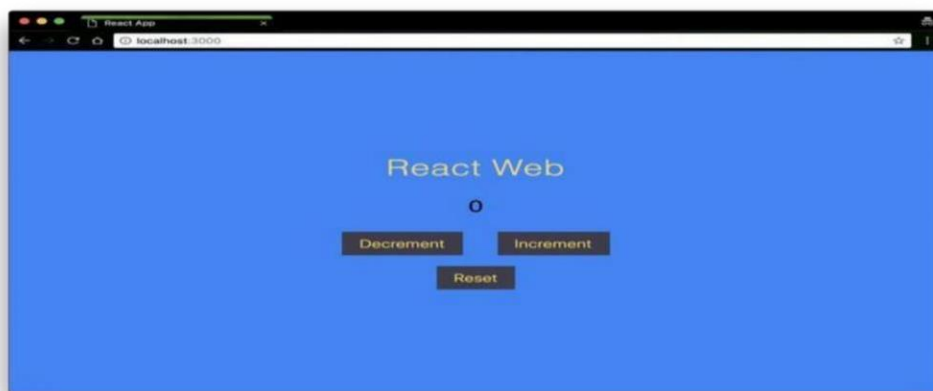 React App
localhost:3000
React Web
0
Decrement Increment
Reset